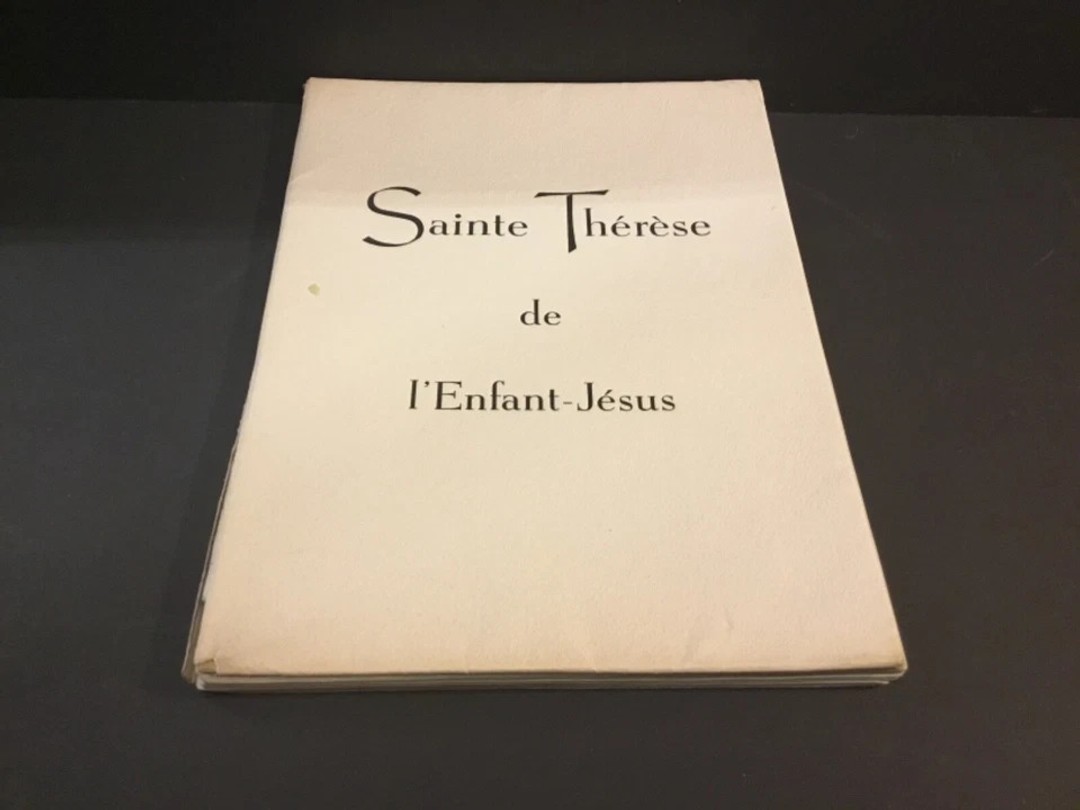 Sainte Thérèse
de
l'Enfant-Jésus